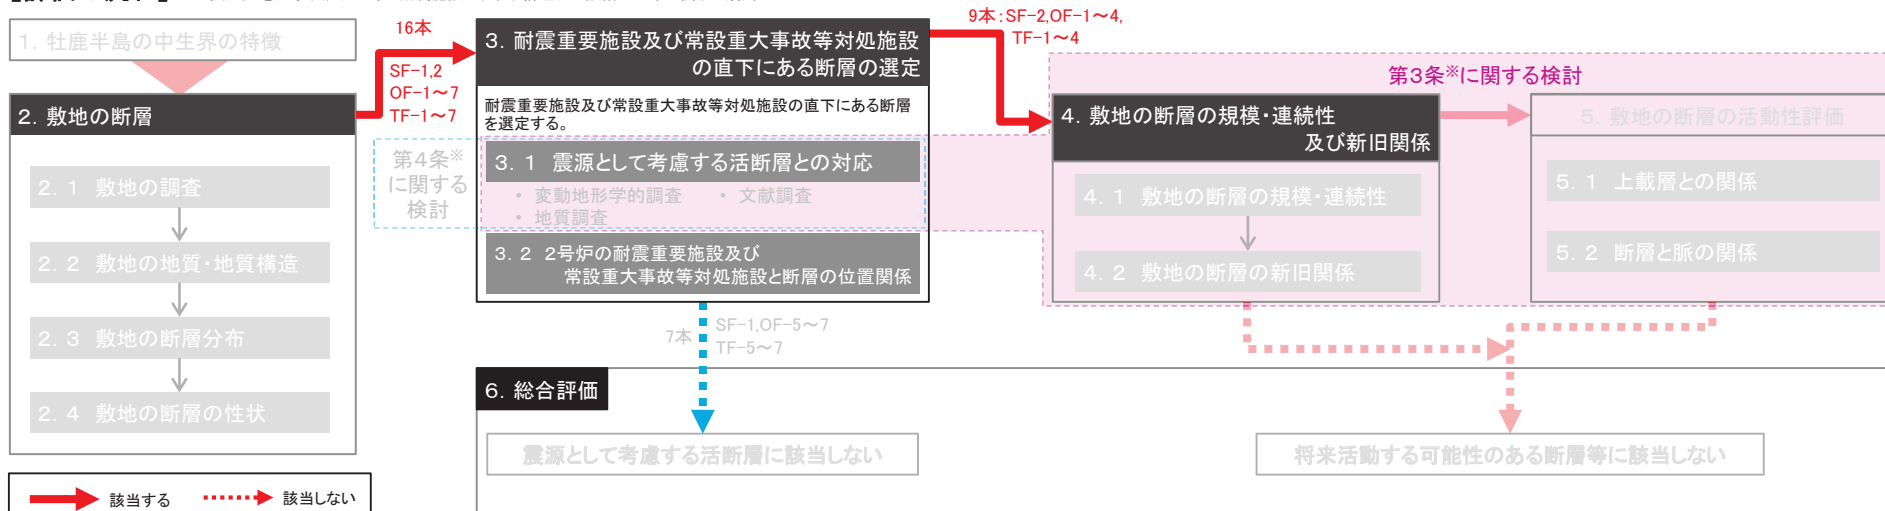 1. 牡鹿半島の中生界の特徴
2. 敷地の断層
2. 1 敷地の調査
2. 2 敷地の地質・地質構造
2. 3 敷地の断層分布
2. 4 敷地の断層の性状
該当する
該当しない
16本
SF-1,2
OF-1～7
TF-1～7
3. 耐震重要施設及び常設重大事故等対処施設
の直下にある断層の選定
耐震重要施設及び常設重大事故等対処施設の直下にある断層
を選定する。
第4条※
に関する
検討
3. 1 震源として考慮する活断層との対応
・ 変動地形学的調査 ・ 文献調査
・ 地質調査
3. 2 2号炉の耐震重要施設及び
常設重大事故等対処施設と断層の位置関係
7本
SF-1,OF-5～7
TF-5～7
9本:SF-2,OF-1～4,
TF-1～4
第3条※に関する検討
4. 敷地の断層の規模・連続性
及び新旧関係
4. 1 敷地の断層の規模・連続性
4. 2 敷地の断層の新旧関係
5. 敷地の断層の活動性評価
5. 1 上載層との関係
5. 2 断層と脈の関係
6. 総合評価
震源として考慮する活断層に該当しない
将来活動する可能性のある断層等に該当しない